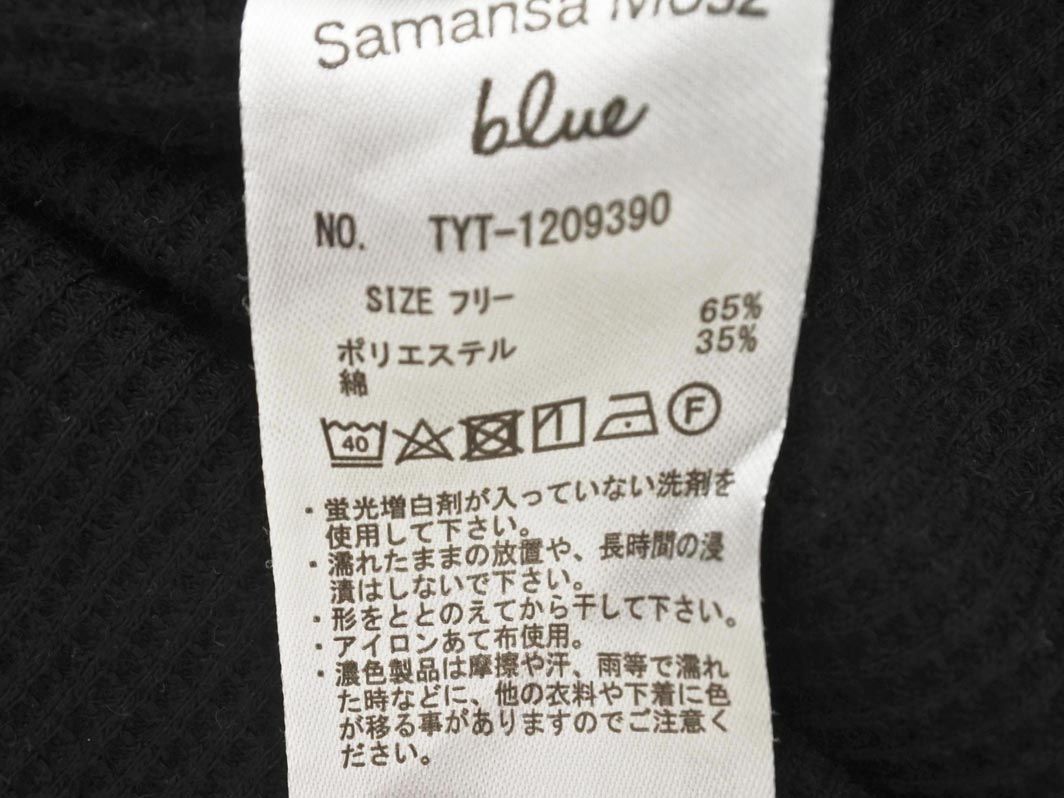 Samansa Mos2
blue
NO. TYT-1209390
SIZE フリー
ポリエステル 65%
綿 35%
40 F
・蛍光増白剤が入っていない洗剤を
使用して下さい。
・濡れたままの放置や、長時間の浸
漬はしないで下さい。
・形をととのえてから干して下さい。
・アイロンあて布使用。
・濃色製品は摩擦や汗、雨等で濡れ
た時などに、他の衣料や下着に色
が移る事がありますのでご注意く
ださい。